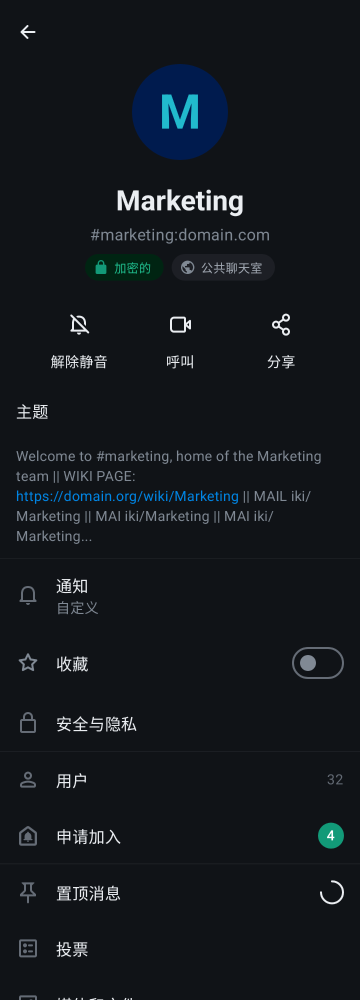 M
Marketing
#marketing:domain.com
加密的 公共聊天室
解除静音 呼叫 分享
主题
Welcome to #marketing, home of the Marketing
team || WIKI PAGE:
https://domain.org/wiki/Marketing || MAIL iki/
Marketing || MAI iki/Marketing || MAI iki/
Marketing...
通知
自定义
收藏
安全与隐私
用户 32
申请加入 4
置顶消息
投票